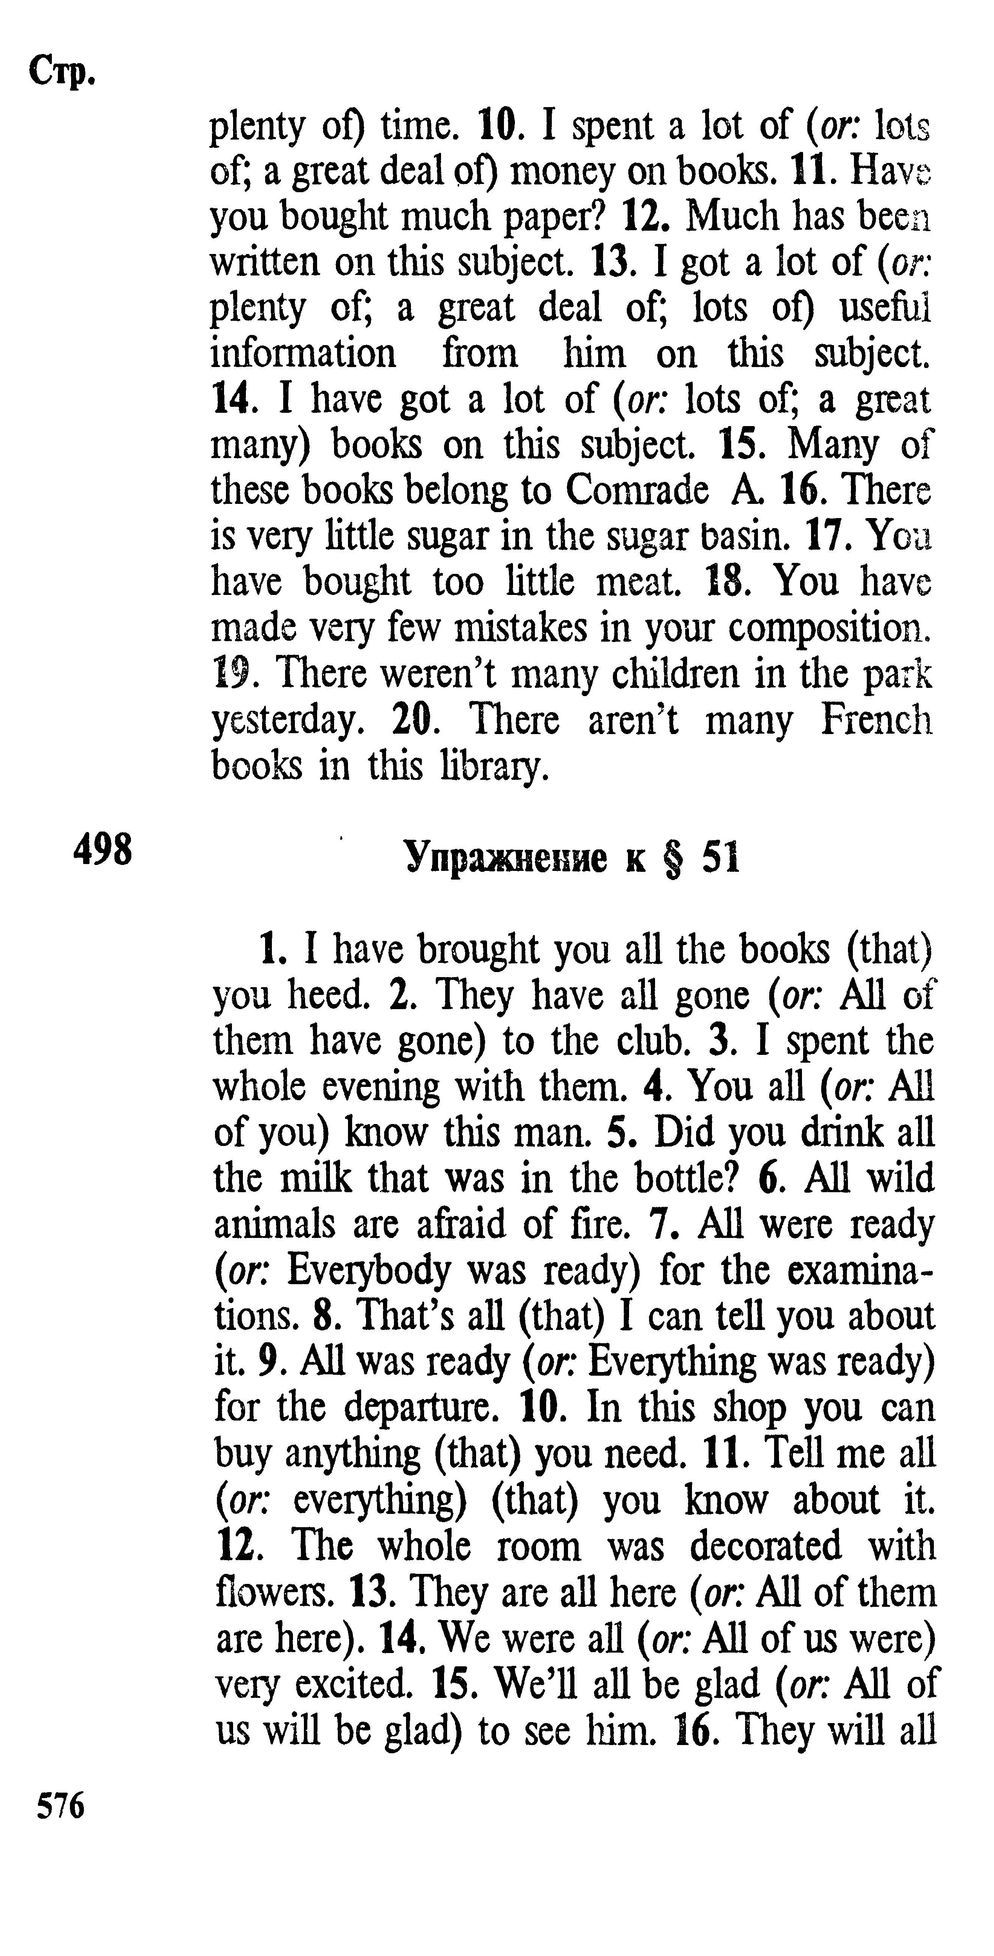 Стр.
plenty of) time. 10. I spent a lot of (or: lots
of; a great deal of) money on books. 11. Have
you bought much paper? 12. Much has been
written on this subject. 13. I got a lot of (or:
plenty of; a great deal of; lots of) useful
information from him on this subject.
14. I have got a lot of (or: lots of; a great
many) books on this subject. 15. Many of
these books belong to Comrade A. 16. There
is very little sugar in the sugar basin. 17. You
have bought too little meat. 18. You have
made very few mistakes in your composition.
19. There weren't many children in the park
yesterday. 20. There aren't many French
books in this library.
498 Упражнение к § 51
1. I have brought you all the books (that)
you heed. 2. They have all gone (or: All of
them have gone) to the club. 3. I spent the
whole evening with them. 4. You all (or: All
of you) know this man. 5. Did you drink all
the milk that was in the bottle? 6. All wild
animals are afraid of fire. 7. All were ready
(or: Everybody was ready) for the examina-
tions. 8. That's all (that) I can tell you about
it. 9. All was ready (or: Everything was ready)
for the departure. 10. In this shop you can
buy anything (that) you need. 11. Tell me all
(or: everything) (that) you know about it.
12. The whole room was decorated with
flowers. 13. They are all here (or: All of them
are here). 14. We were all (or: All of us were)
very excited. 15. We'll all be glad (or: All of
us will be glad) to see him. 16. They will all
576